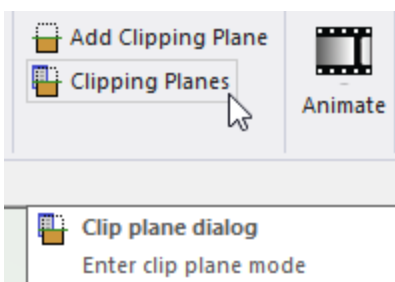 Add Clipping Plane
Clipping Planes
Animate
Clip plane dialog
Enter clip plane mode